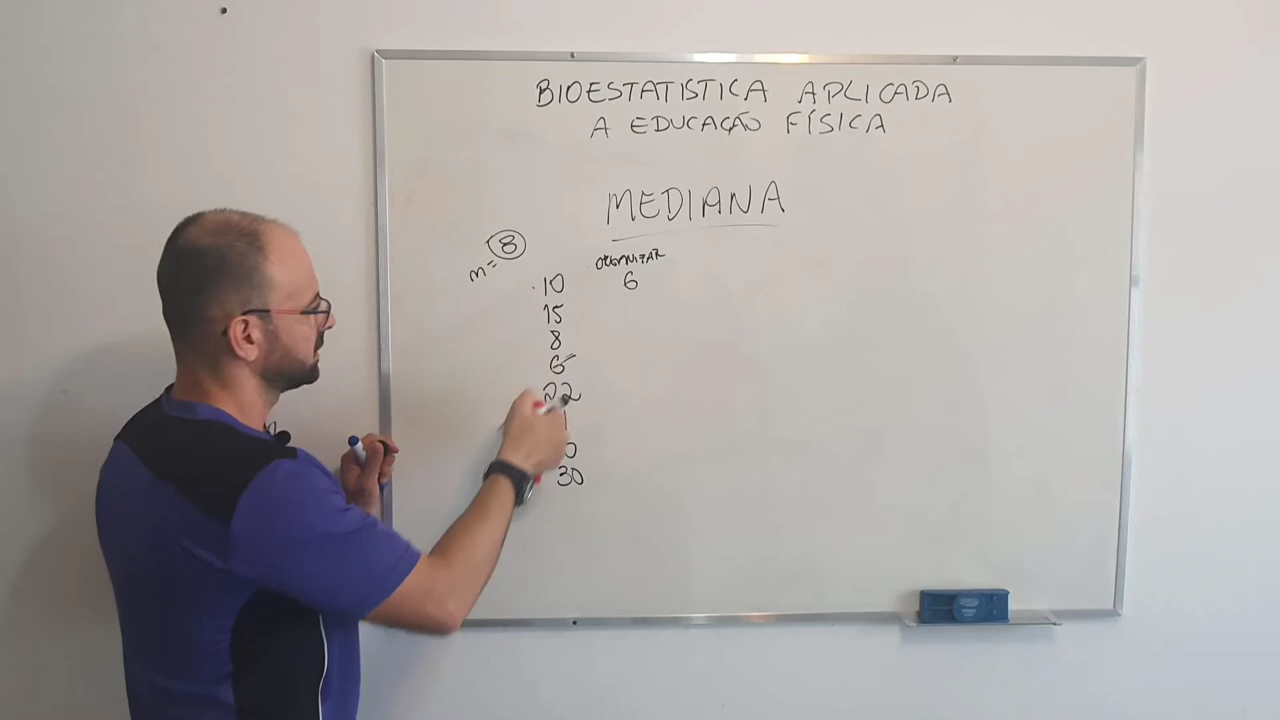 BIOESTATISTICA APLICADA
A EDUCAÇÃO FÍSICA
MEDIANA
n= 8
ORGANIZAR
10
6
15
8
6
22
30